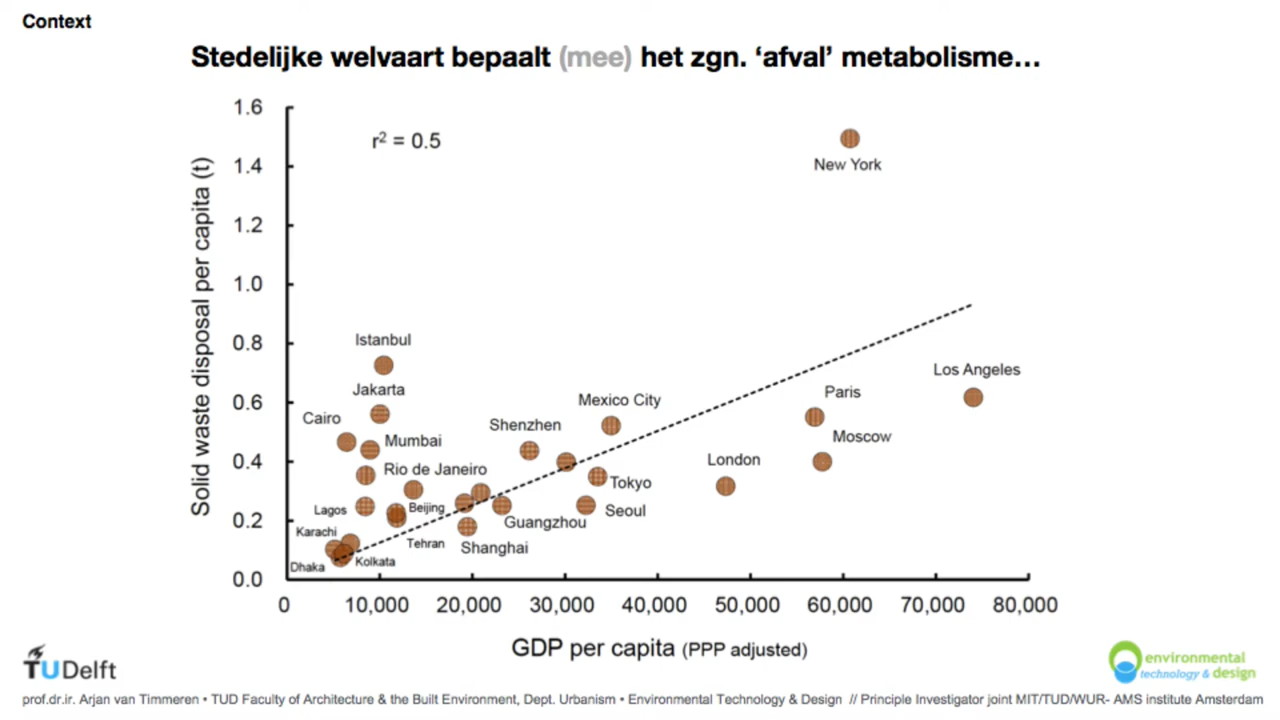 Context
Stedelijke welvaart bepaalt (mee) het zgn. ‘afval’ metabolisme...
1.6
r² = 0.5
New York
1.4
Solid waste disposal per capita (t)
1.2
1.0
0.8
Istanbul
Los Angeles
Jakarta
Paris
0.6
Mexico City
Cairo
Shenzhen
Mumbai
Moscow
0.4
London
Rio de Janeiro
Tokyo
Lagos
Beijing
Seoul
0.2
Guangzhou
Karachi
Tehran
Shanghai
Dhaka
Kolkata
0.0
0 10,000 20,000 30,000 40,000 50,000 60,000 70,000 80,000
GDP per capita (PPP adjusted)
TUDelft
environmental
technology & design
prof.dr.ir. Arjan van Timmeren • TUD Faculty of Architecture & the Built Environment, Dept. Urbanism • Environmental Technology & Design // Principle Investigator joint MIT/TUD/WUR- AMS institute Amsterdam